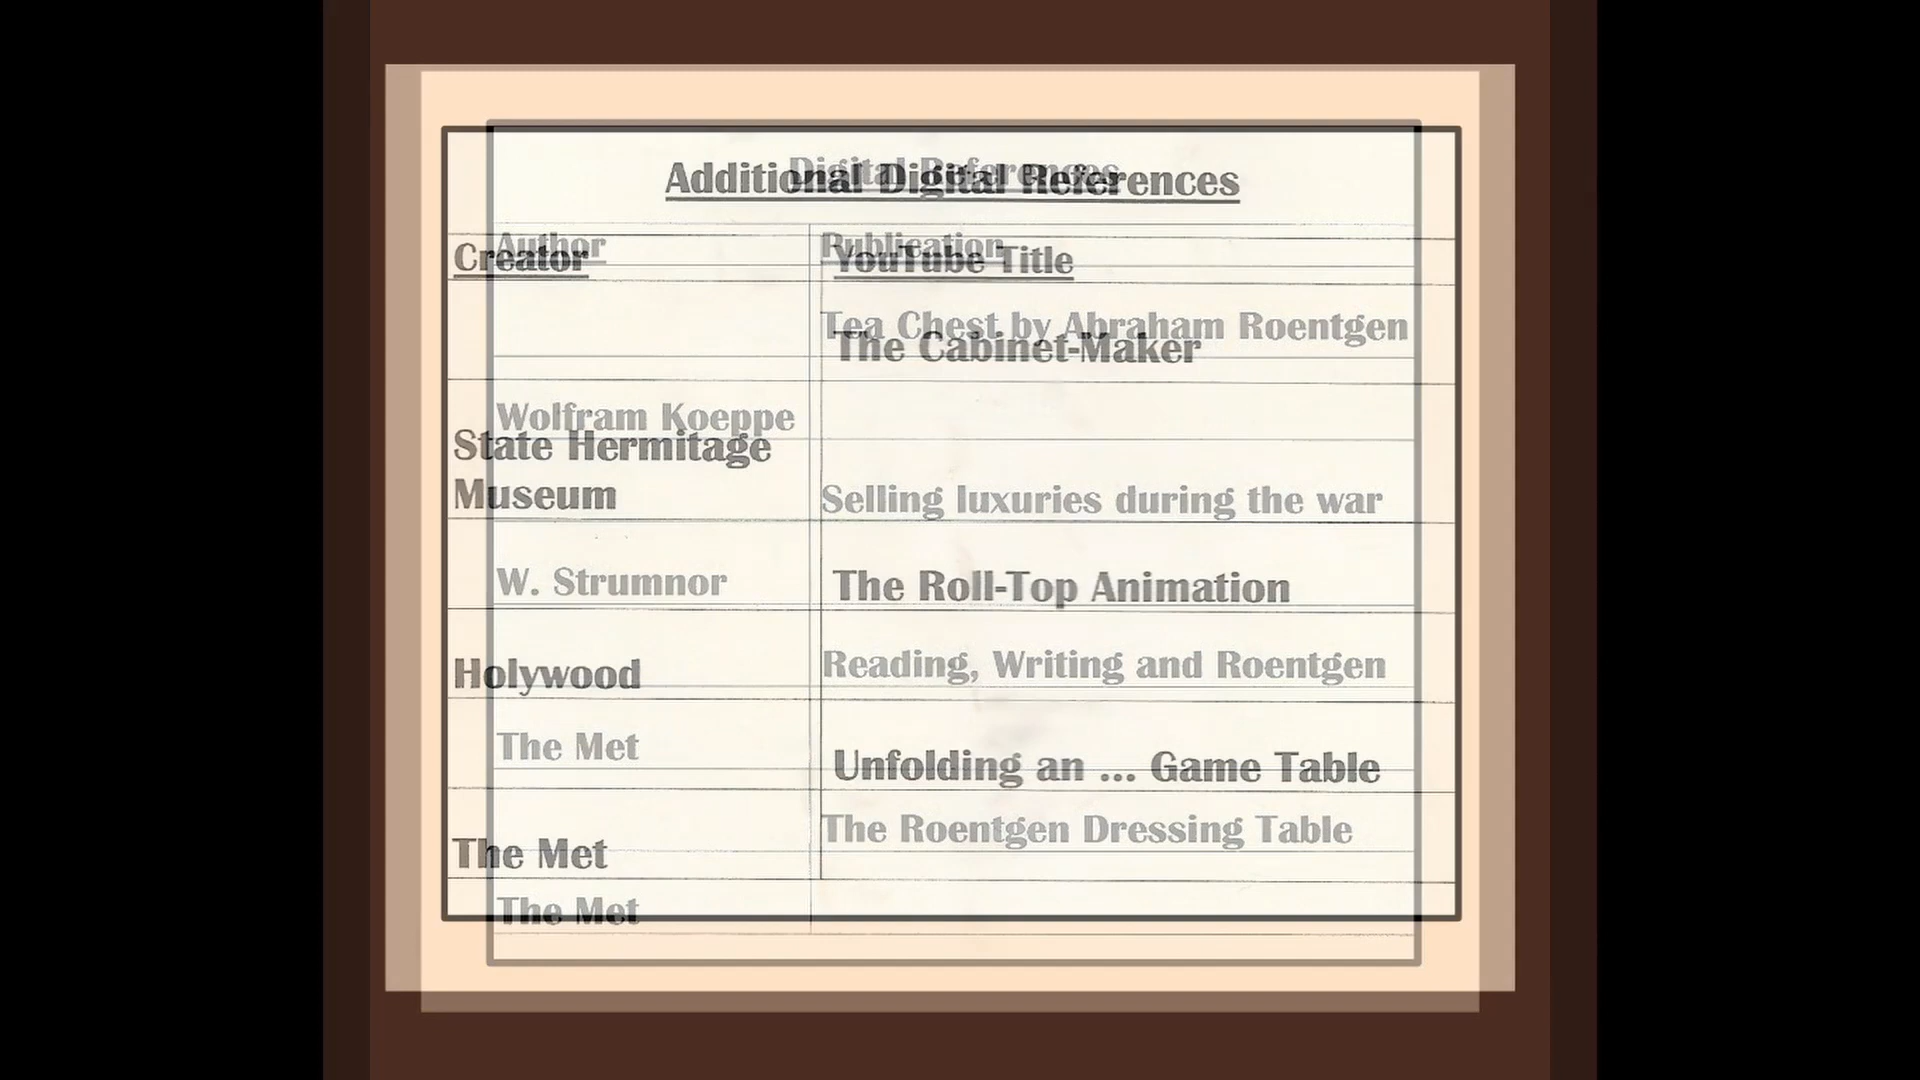 Digital References
Additional Digital References
Author
Publication
Creator
YouTube Title
Tea Chest by Abraham Roentgen
The Cabinet-Maker
Wolfram Koeppe
State Hermitage
Museum
Selling luxuries during the war
W. Strumnor
The Roll-Top Animation
Reading, Writing and Roentgen
Holywood
The Met
Unfolding an ... Game Table
The Roentgen Dressing Table
The Met
The Met